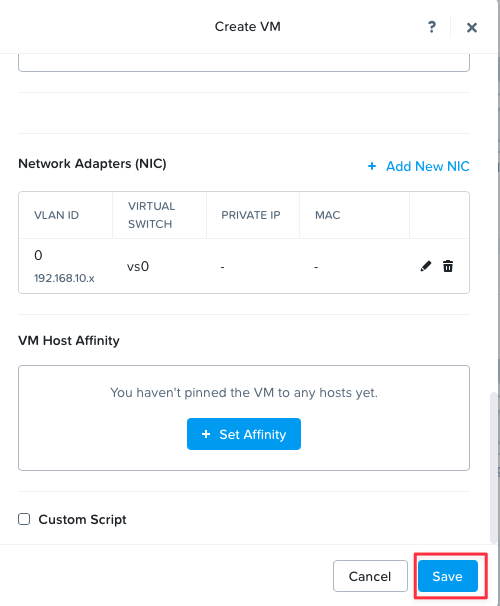 Create VM
?
Network Adapters (NIC)
+ Add New NIC
VLAN ID
VIRTUAL SWITCH
PRIVATE IP
MAC
0
192.168.10.x
vs0
-
-
VM Host Affinity
You haven't pinned the VM to any hosts yet.
+ Set Affinity
Custom Script
Cancel
Save